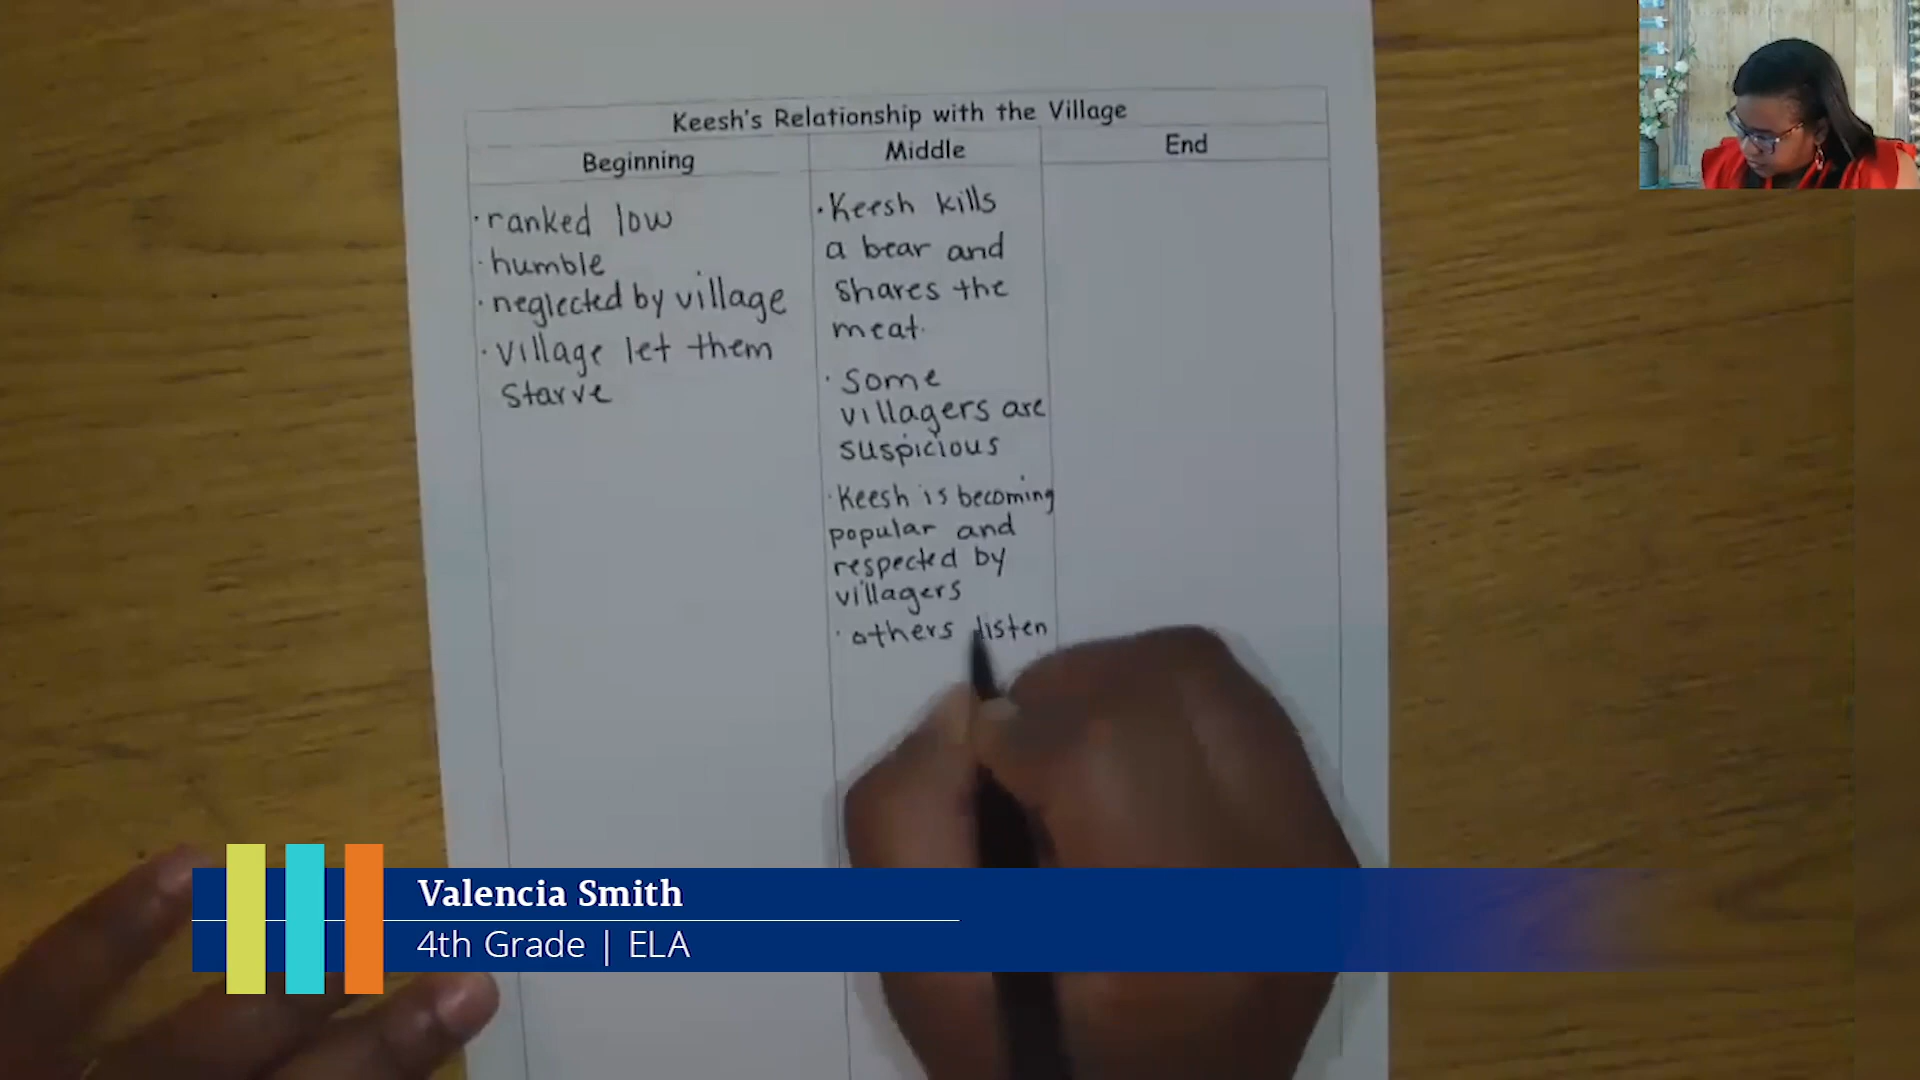 Keesh's Relationship with the Village
Beginning
Middle
End
·ranked low
·humble
·neglected by village
·village let them
starve
·Keesh kills
a bear and
shares the
meat.
·some
villagers are
suspicious
·Keesh is becoming
popular and
respected by
villagers
·others listen
Valencia Smith
4th Grade | ELA